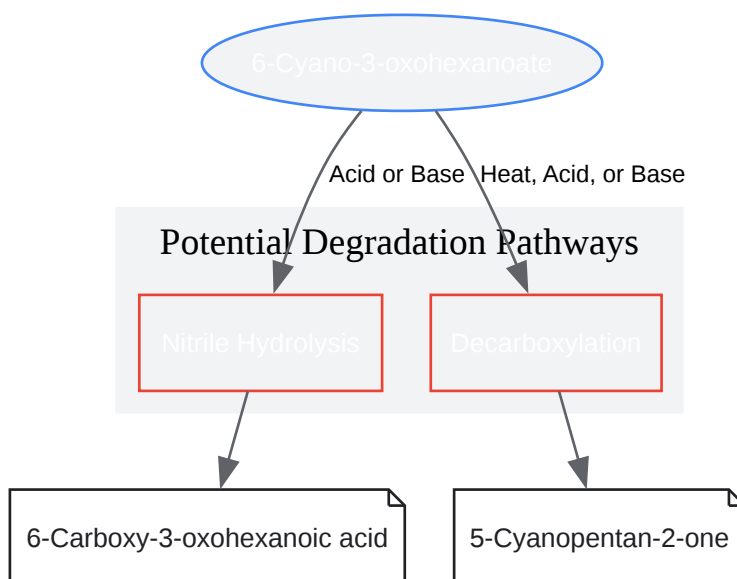 6-Cyano-3-oxohexanoate
Acid or Base
Heat, Acid, or Base
Potential Degradation Pathways
Nitrile Hydrolysis
Decarboxylation
6-Carboxy-3-oxohexanoic acid
5-Cyanopentan-2-one